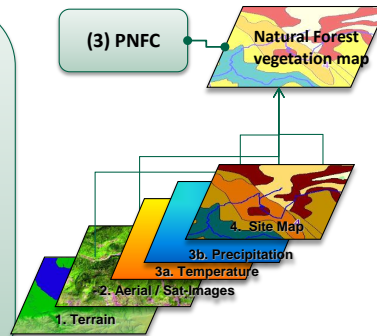 (3) PNFC
Natural Forest
vegetation map
4. Site Map
3b. Precipitation
3a. Temperature
2. Aerial / Sat-Images
1. Terrain